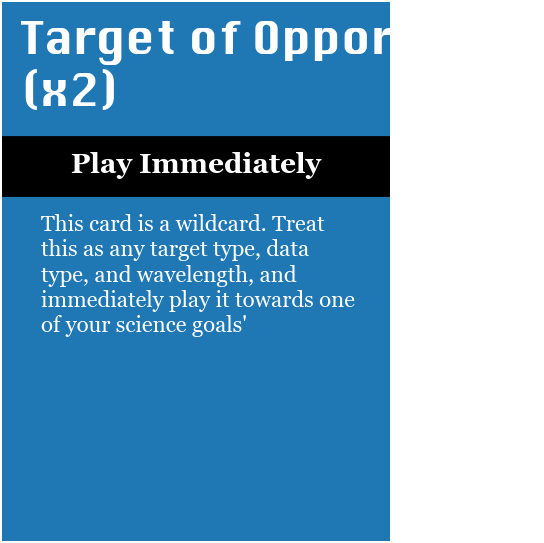 Target of Oppor
(x2)
Play Immediately
This card is a wildcard. Treat
this as any target type, data
type, and wavelength, and
immediately play it towards one
of your science goals'